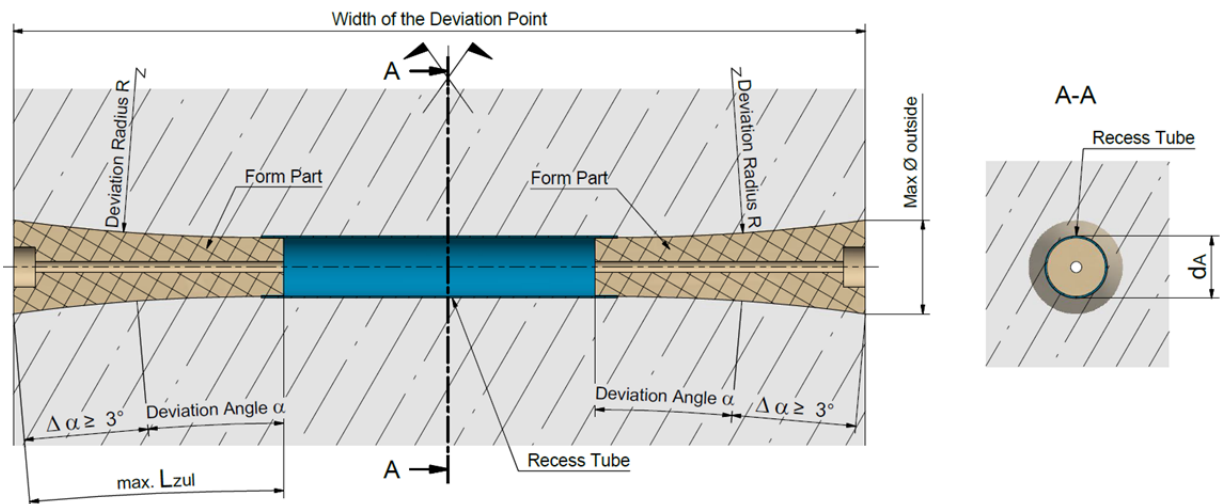 Width of the Deviation Point
A
A-A
Deviation Radius R
Deviation Radius R
Max Ø outside
Recess Tube
Form Part
Form Part
dA
Deviation Angle α
Δ α ≥ 3°
Δ α ≥ 3°
Deviation Angle α
max. Lzul
A
Recess Tube